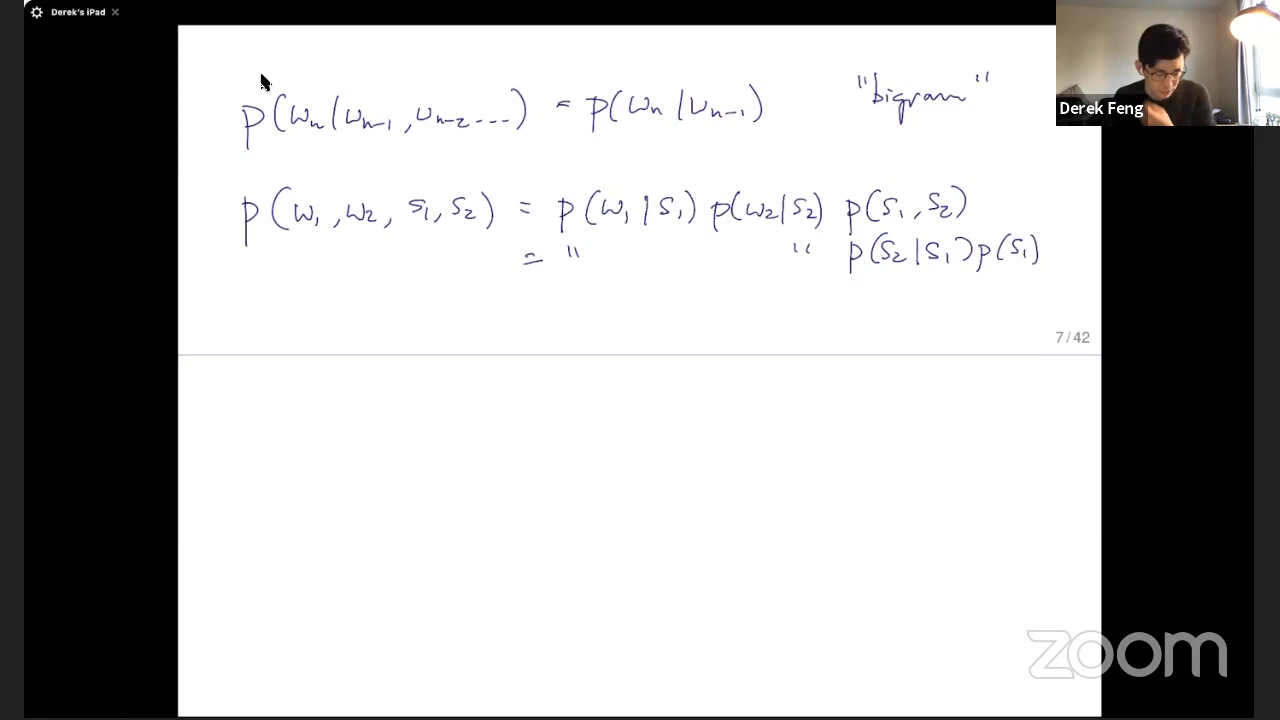 Derek's iPad
p(wn | wn-1, wn-2 ...) = p(wn | wn-1) "bigram"
Derek Feng
p(w1, w2, s1, s2) = p(w1 | s1) p(w2 | s2) p(s1, s2)
= " " p(s2 | s1) p(s1)
7/42
zoom